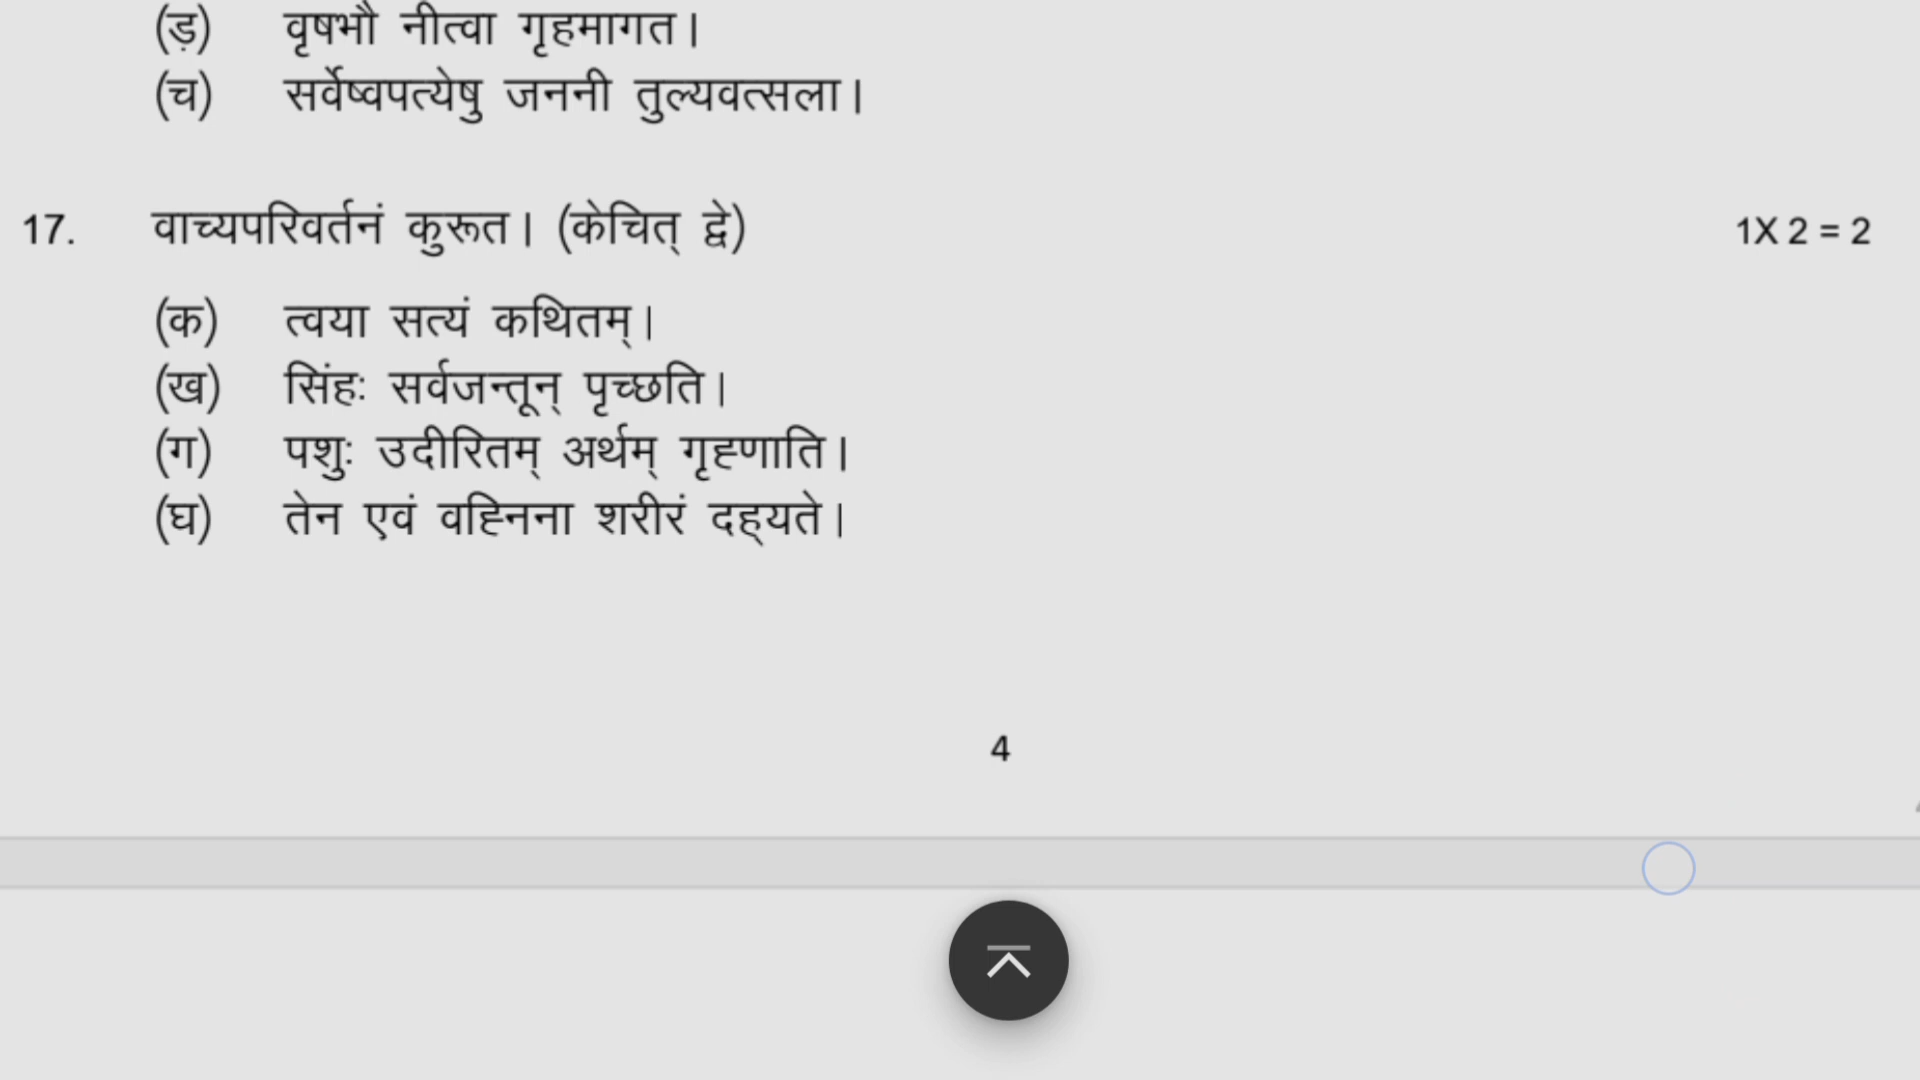 (ड़) वृषभौ नीत्वा गृहमागत।
(च) सर्वेष्वपत्येषु जननी तुल्यवत्सला।
17. वाच्यपरिवर्तनं कुरूत। (केचित् द्वे) 1X 2 = 2
(क) त्वया सत्यं कथितम्।
(ख) सिंहः सर्वजन्तून् पृच्छति।
(ग) पशुः उदीरितम् अर्थम् गृह्णाति।
(घ) तेन एवं वह्निना शरीरं दह्यते।
4